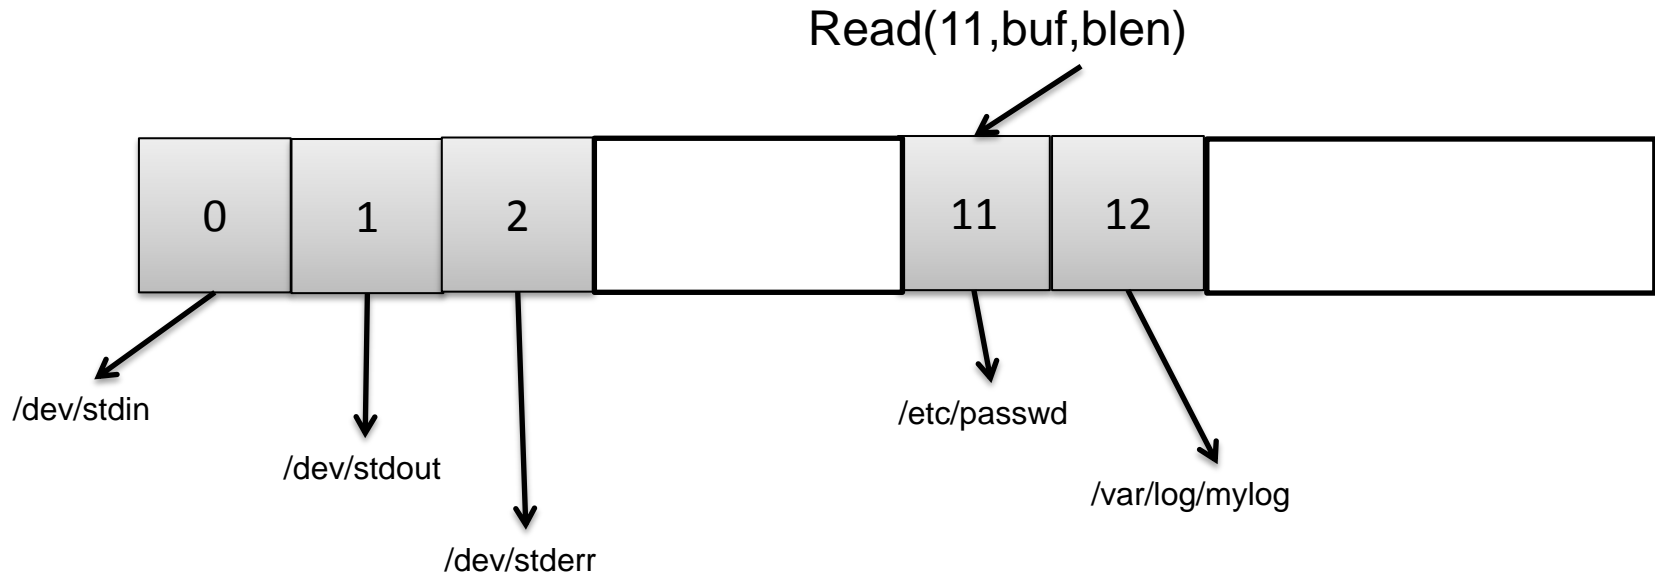 Read(11,buf,blen)
0
1
2
11
12
/dev/stdin
/etc/passwd
/dev/stdout
/var/log/mylog
/dev/stderr